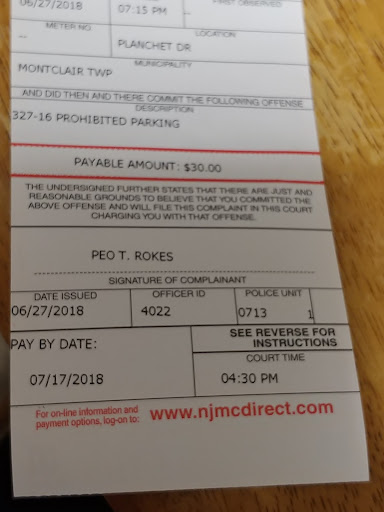 06/27/2018 07:15 PM --
FIRST OBSERVED
METER NO. LOCATION
-- PLANCHET DR
MUNICIPALITY
MONTCLAIR TWP
AND DID THEN AND THERE COMMIT THE FOLLOWING OFFENSE
DESCRIPTION
327-16 PROHIBITED PARKING
PAYABLE AMOUNT: $30.00
THE UNDERSIGNED FURTHER STATES THAT THERE ARE JUST AND
REASONABLE GROUNDS TO BELIEVE THAT YOU COMMITTED THE
ABOVE OFFENSE AND WILL FILE THIS COMPLAINT IN THIS COURT
CHARGING YOU WITH THAT OFFENSE.
PEO T. ROKES
SIGNATURE OF COMPLAINANT
DATE ISSUED OFFICER ID POLICE UNIT
06/27/2018 4022 0713 1
PAY BY DATE:
07/17/2018
SEE REVERSE FOR
INSTRUCTIONS
COURT TIME
04:30 PM
For on-line information and
payment options, log-on to:
www.njmcdirect.com